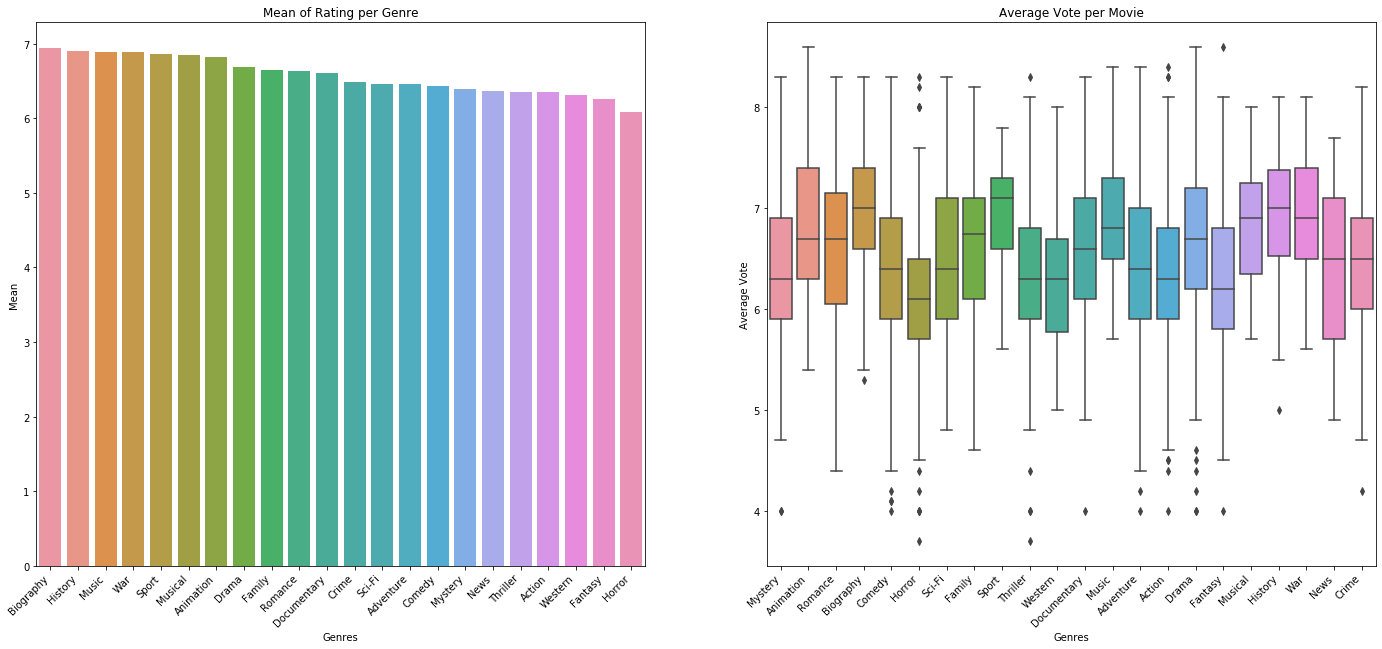 Mean of Rating per Genre
7
6
5
4
3
2
1
0
Mean
Biography
History
Music
War
Sport
Musical
Animation
Drama
Family
Romance
Documentary
Crime
Sci-Fi
Adventure
Comedy
Mystery
News
Thriller
Action
Western
Fantasy
Horror
Genres
Average Vote per Movie
8
7
6
5
4
Average Vote
Mystery
Animation
Romance
Biography
Comedy
Horror
Sci-Fi
Family
Sport
Thriller
Western
Documentary
Music
Adventure
Action
Drama
Fantasy
Musical
History
War
News
Crime
Genres